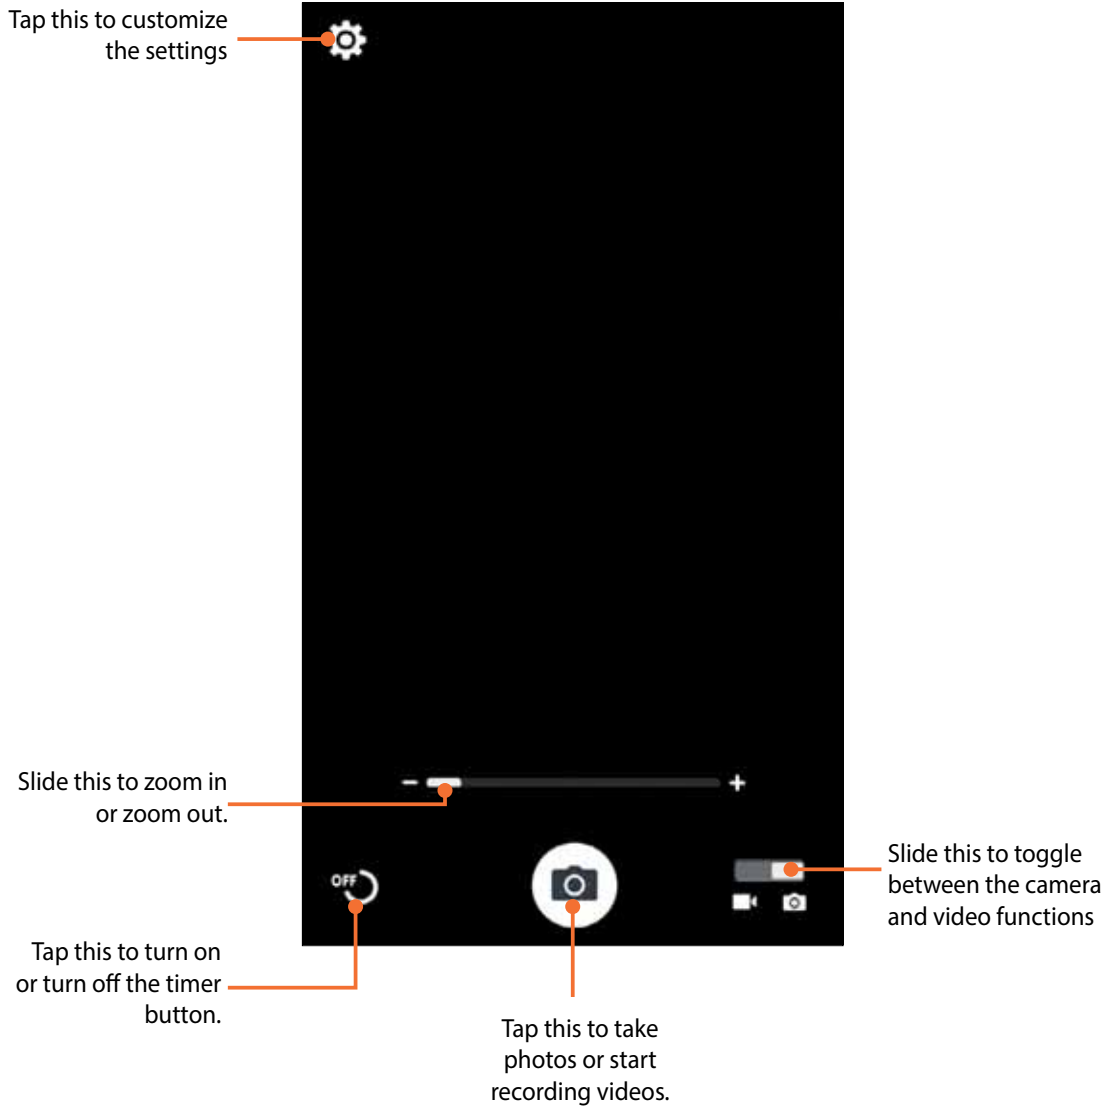 Tap this to customize
the settings
Slide this to zoom in
or zoom out.
OFF
Slide this to toggle
between the camera
and video functions
Tap this to turn on
or turn off the timer
button.
Tap this to take
photos or start
recording videos.